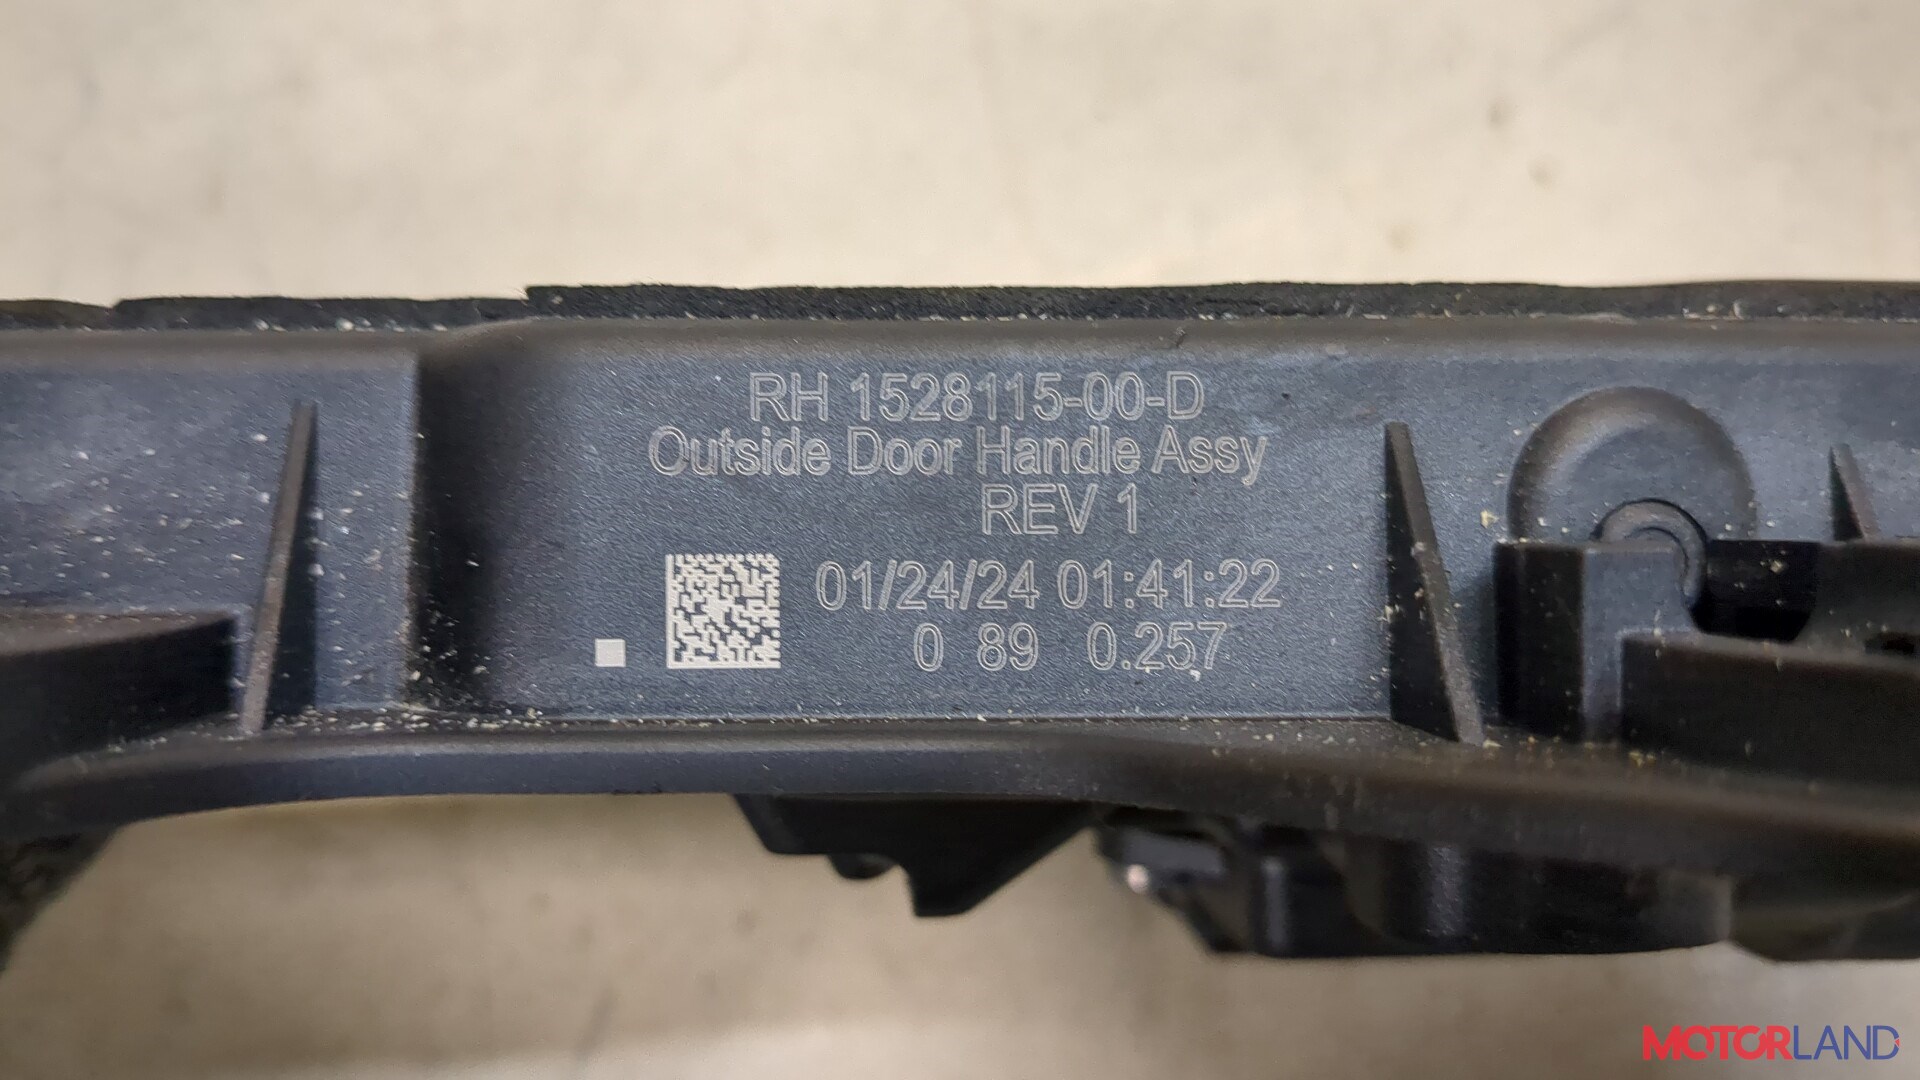 RH 1528115-00-D
Outside Door Handle Assy
REV 1
01/24/24 01:41:22
0 89 0.257
MOTORLAND